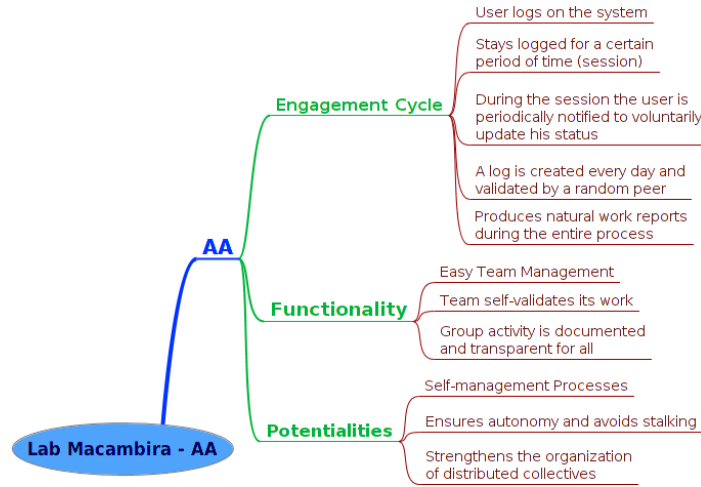 User logs on the system
Stays logged for a certain
period of time (session)
Engagement Cycle
During the session the user is
periodically notified to voluntarily
update his status
A log is created every day and
validated by a random peer
Produces natural work reports
during the entire process
AA
Easy Team Management
Functionality
Team self-validates its work
Group activity is documented
and transparent for all
Self-management Processes
Potentialities
Ensures autonomy and avoids stalking
Strengthens the organization
of distributed collectives
Lab Macambira - AA